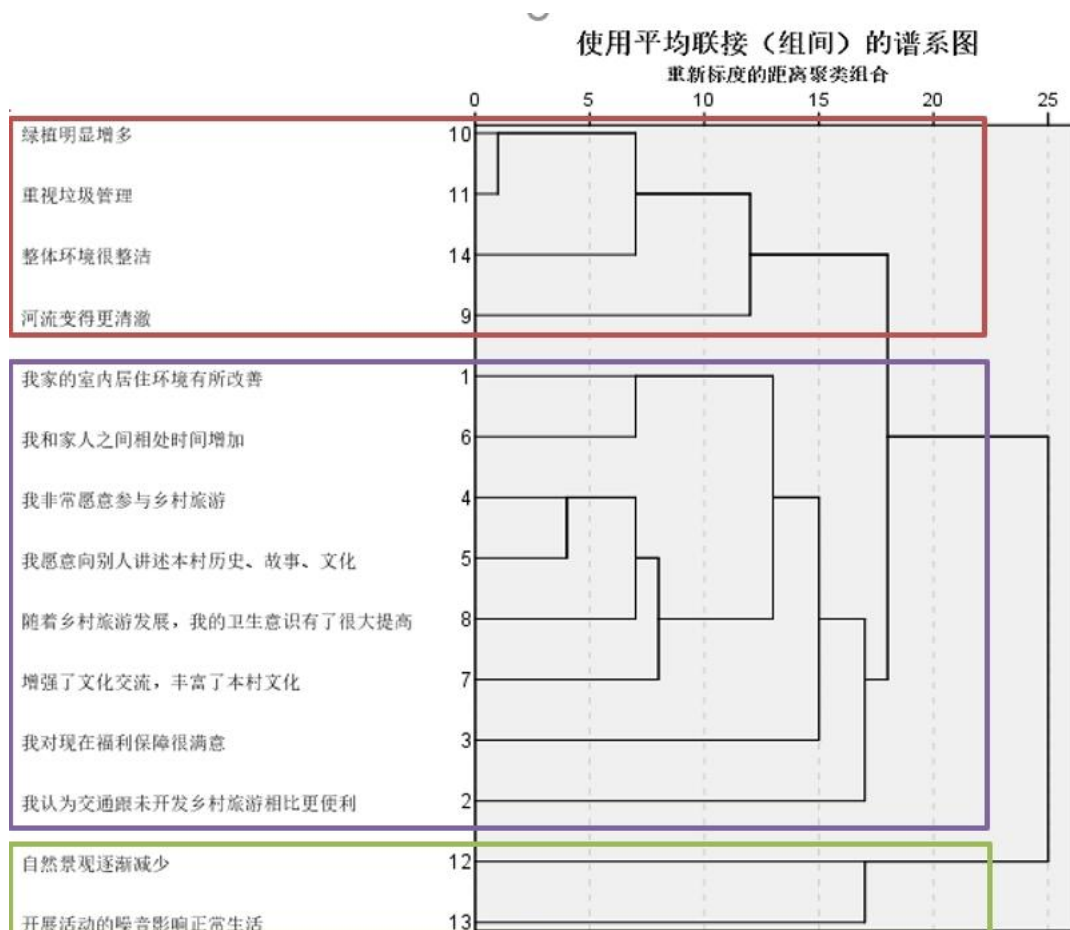 使用平均联接（组间）的谱系图
重新标度的距离聚类组合
0 5 10 15 20 25
绿植明显增多 10
重视垃圾管理 11
整体环境很整洁 14
河流变得更清澈 9
我家的室内居住环境有所改善 1
我和家人之间相处时间增加 6
我非常愿意参与乡村旅游 4
我愿意向别人讲述本村历史、故事、文化 5
随着乡村旅游发展，我的卫生意识有了很大提高 8
增强了文化交流，丰富了本村文化 7
我对现在福利保障很满意 3
我认为交通跟未开发乡村旅游相比更便利 2
自然景观逐渐减少 12
开展活动的噪音影响正常生活 13